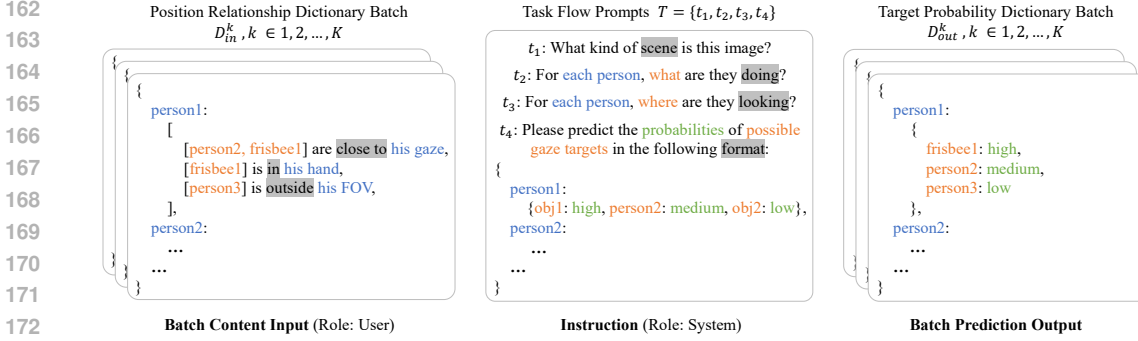 162
163
164
165
166
167
168
169
170
171
172
Position Relationship Dictionary Batch
D_in^k , k ∈ 1, 2, … , K
{
{
{
person1:
[
[person2, frisbee1] are close to his gaze,
[frisbee1] is in his hand,
[person3] is outside his FOV,
],
person2:
...
...
}
}
}
Batch Content Input (Role: User)
Task Flow Prompts T = {t₁, t₂, t₃, t₄}
t₁: What kind of scene is this image?
t₂: For each person, what are they doing?
t₃: For each person, where are they looking?
t₄: Please predict the probabilities of possible
gaze targets in the following format:
{
person1:
{obj1: high, person2: medium, obj2: low},
person2:
...
...
}
Instruction (Role: System)
Target Probability Dictionary Batch
D_out^k , k ∈ 1, 2, … , K
{
{
{
person1:
{
frisbee1: high,
person2: medium,
person3: low
},
person2:
...
...
}
}
}
Batch Prediction Output